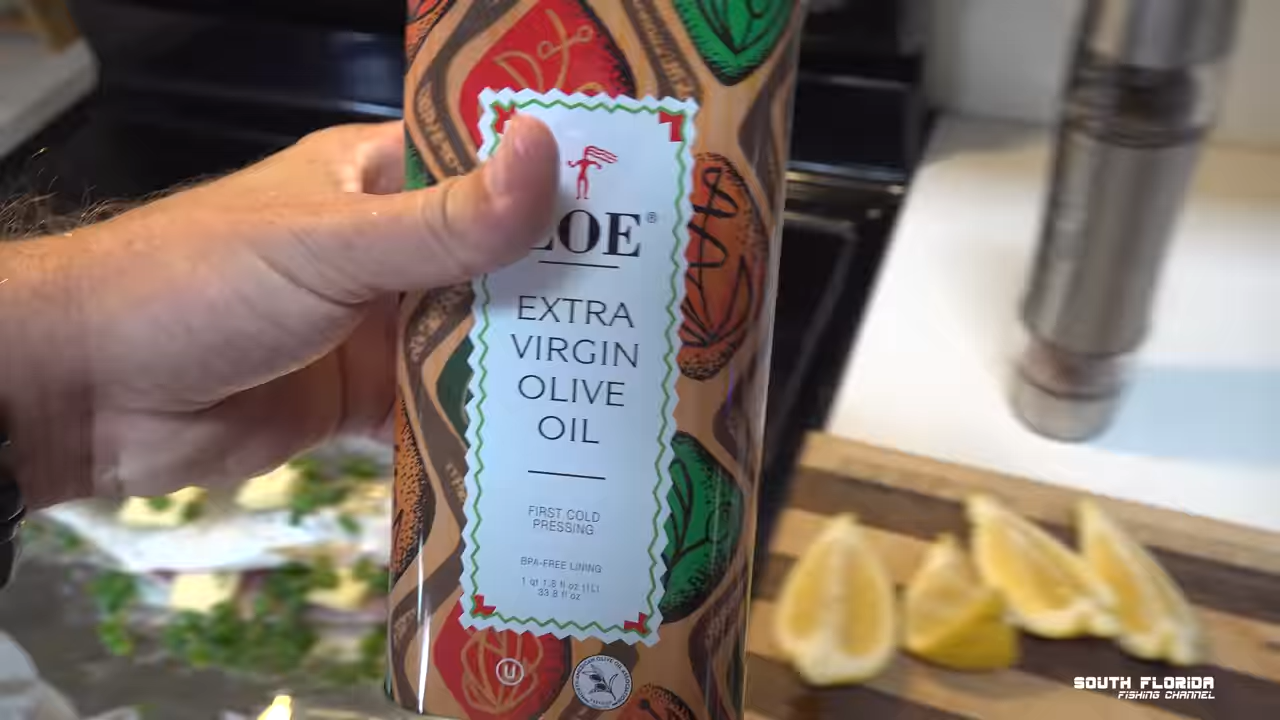 ZOE®
EXTRA
VIRGIN
OLIVE
OIL
FIRST COLD
PRESSING
BPA-FREE LINING
1 qt 1.8 fl oz (1L)
33.8 fl oz
U
SOUTH FLORIDA
FISHING CHANNEL